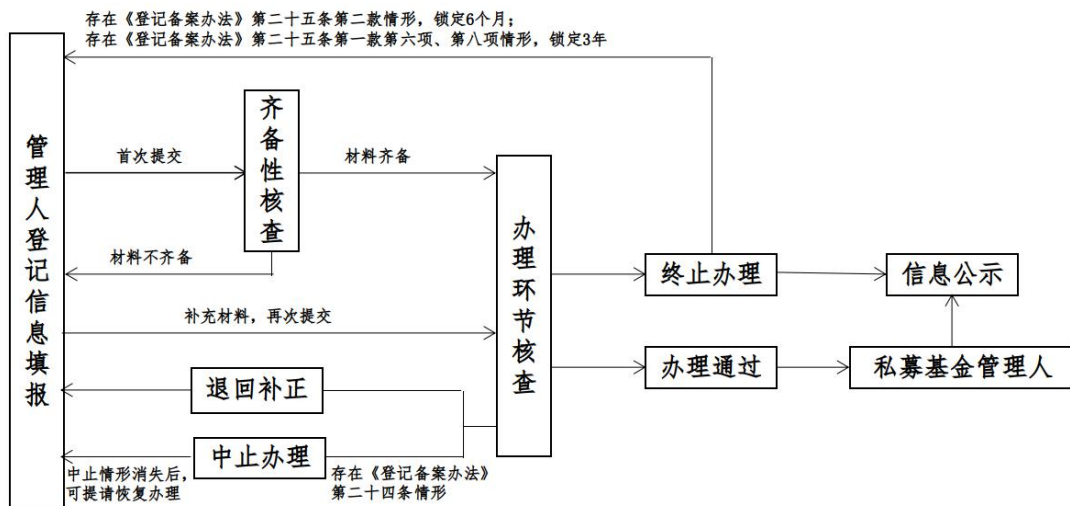 存在《登记备案办法》第二十五条第二款情形，锁定6个月；
存在《登记备案办法》第二十五条第一款第六项、第八项情形，锁定3年
管理人登记信息填报
首次提交
齐备性核查
材料齐备
材料不齐备
补充材料，再次提交
办理环节核查
终止办理
信息公示
办理通过
私募基金管理人
退回补正
中止办理
中止情形消失后，
可提请恢复办理
存在《登记备案办法》
第二十四条情形